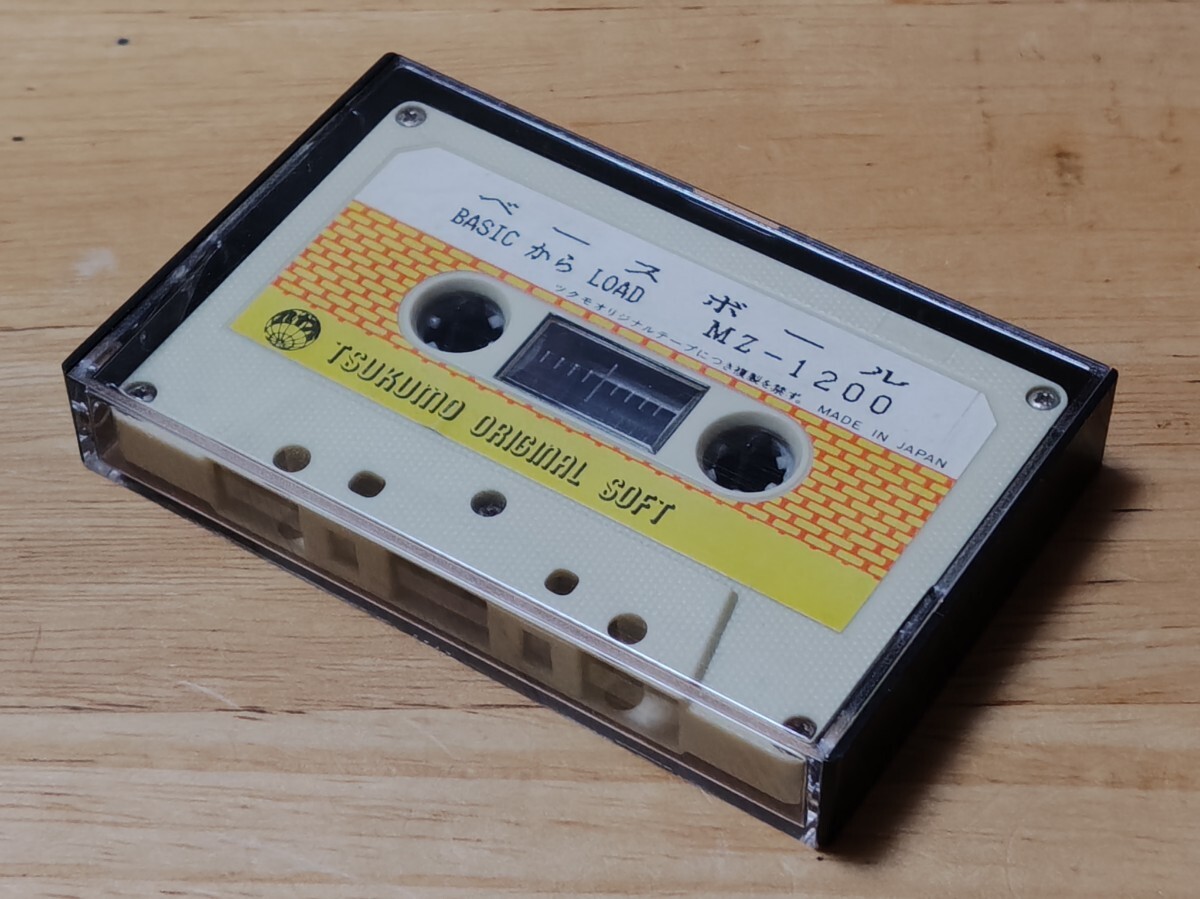 ベースボール
BASIC から LOAD MZ-1200
ツクモオリジナルテープにつき複製を禁ず。 MADE IN JAPAN
TSUKUMO ORIGINAL SOFT